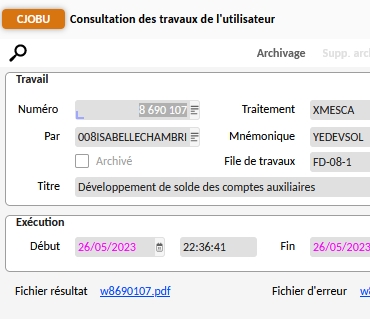 CJOBU Consultation des travaux de l'utilisateur
Archivage Supp. arc
Travail
Numéro 8 690 107 Traitement XMESCA
Par 008ISABELLECHAMBRI Mnémonique YEDEVSOL
Archivé File de travaux FD-08-1
Titre Développement de solde des comptes auxiliaires
Exécution
Début 26/05/2023 22:36:41 Fin 26/05/2023
Fichier résultat w8690107.pdf Fichier d'erreur w8